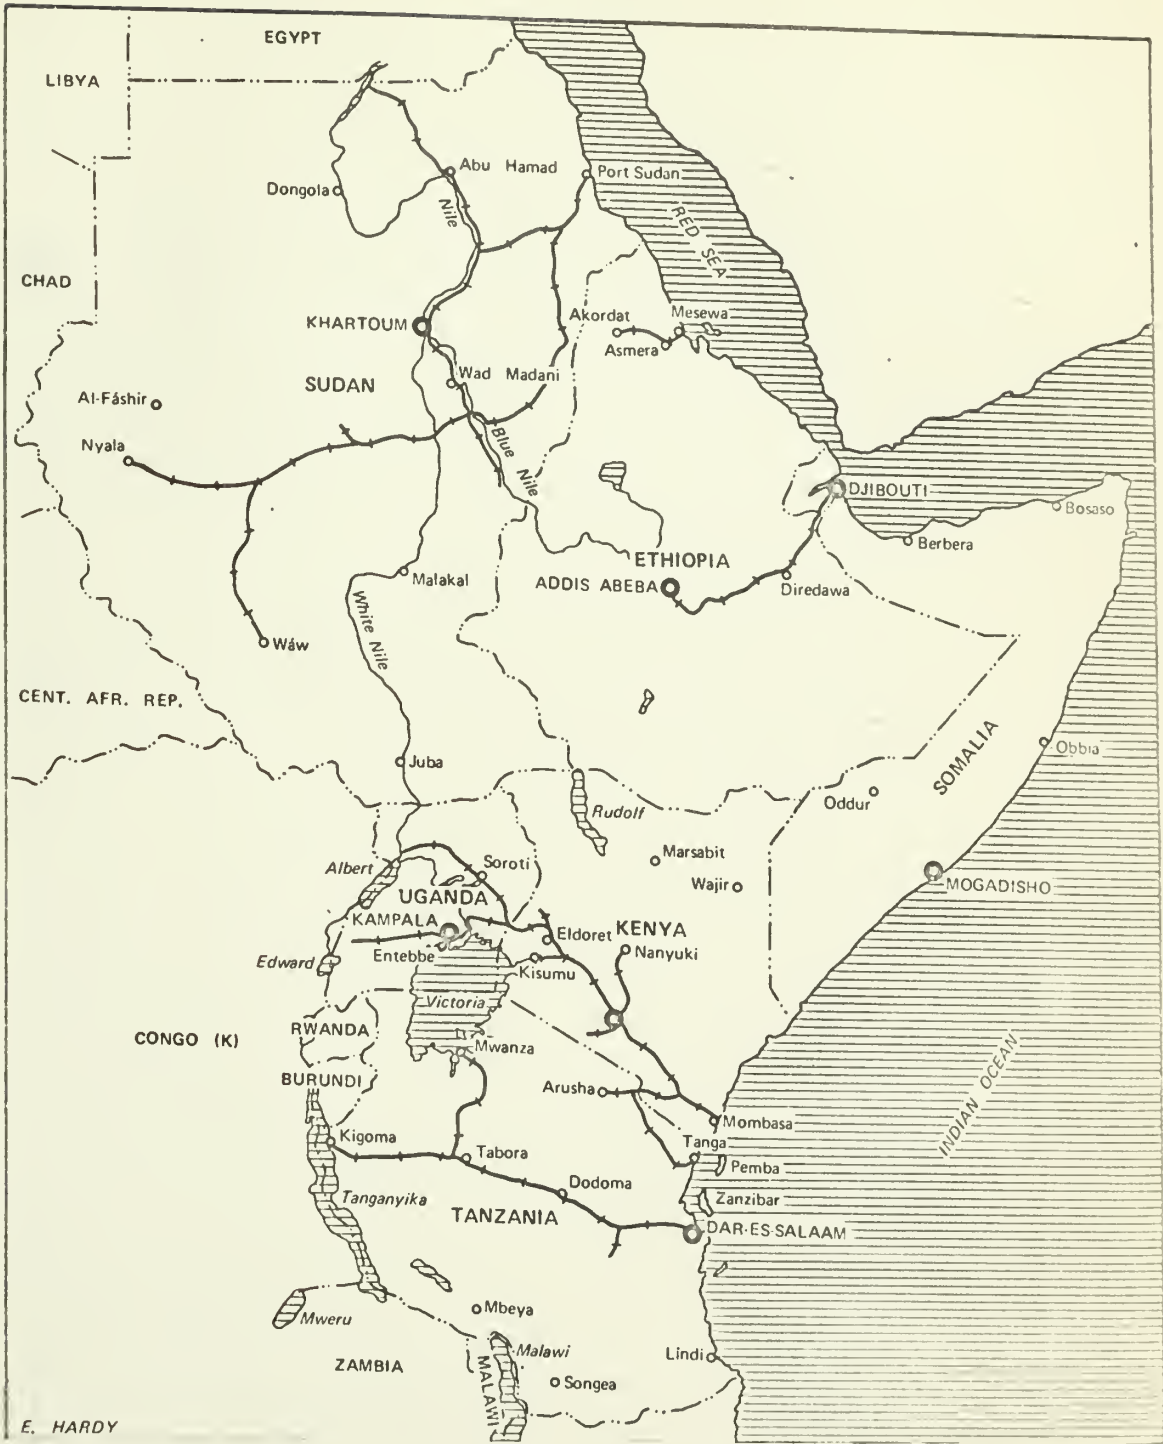 EGYPT
LIBYA
Abu Hamad
Port Sudan
Dongola
Nile
RED SEA
CHAD
KHARTOUM
Akordat
Mesewa
Asmera
SUDAN
Wad Madani
Al-Fáshir
Nyala
Blue Nile
DJIBOUTI
Bosaso
Berbera
ETHIOPIA
ADDIS ABEBA
Diredawa
Malakal
White Nile
Wáw
CENT. AFR. REP.
SOMALIA
Obbia
Juba
Oddur
Rudolf
Marsabit
Albert
Soroti
Wajir
MOGADISHO
UGANDA
KAMPALA
Eldoret
KENYA
Entebbe
Nanyuki
Edward
Kisumu
Victoria
RWANDA
CONGO (K)
Mwanza
BURUNDI
Arusha
INDIAN OCEAN
Mombasa
Kigoma
Tabora
Tanga
Pemba
Dodoma
Tanganyika
Zanzibar
TANZANIA
DAR-ES-SALAAM
Mbeya
Mweru
Malawi
Lindi
ZAMBIA
MALAWI
Songea
E. HARDY